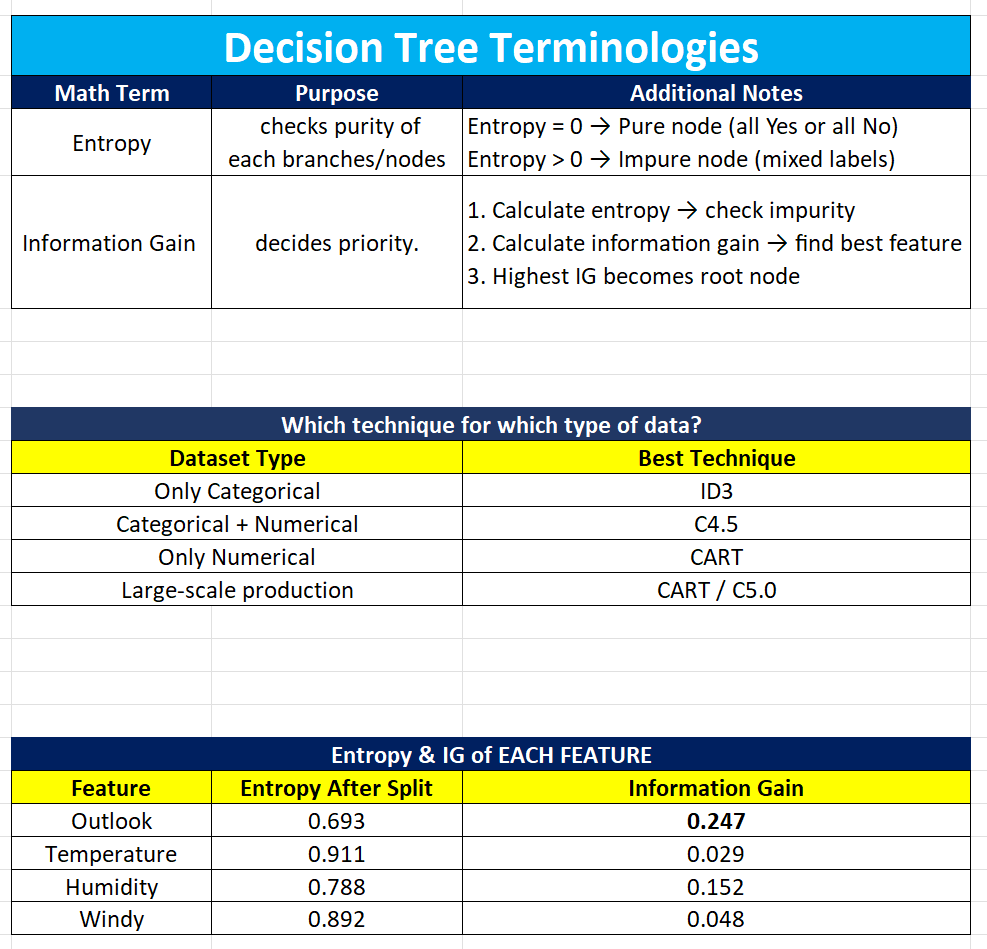 Decision Tree Terminologies
Math Term Purpose Additional Notes
Entropy
checks purity of
each branches/nodes
Entropy = 0 → Pure node (all Yes or all No)
Entropy > 0 → Impure node (mixed labels)
Information Gain
decides priority.
1. Calculate entropy → check impurity
2. Calculate information gain → find best feature
3. Highest IG becomes root node
Which technique for which type of data?
Dataset Type Best Technique
Only Categorical ID3
Categorical + Numerical C4.5
Only Numerical CART
Large-scale production CART / C5.0
Entropy & IG of EACH FEATURE
Feature Entropy After Split Information Gain
Outlook 0.693 0.247
Temperature 0.911 0.029
Humidity 0.788 0.152
Windy 0.892 0.048